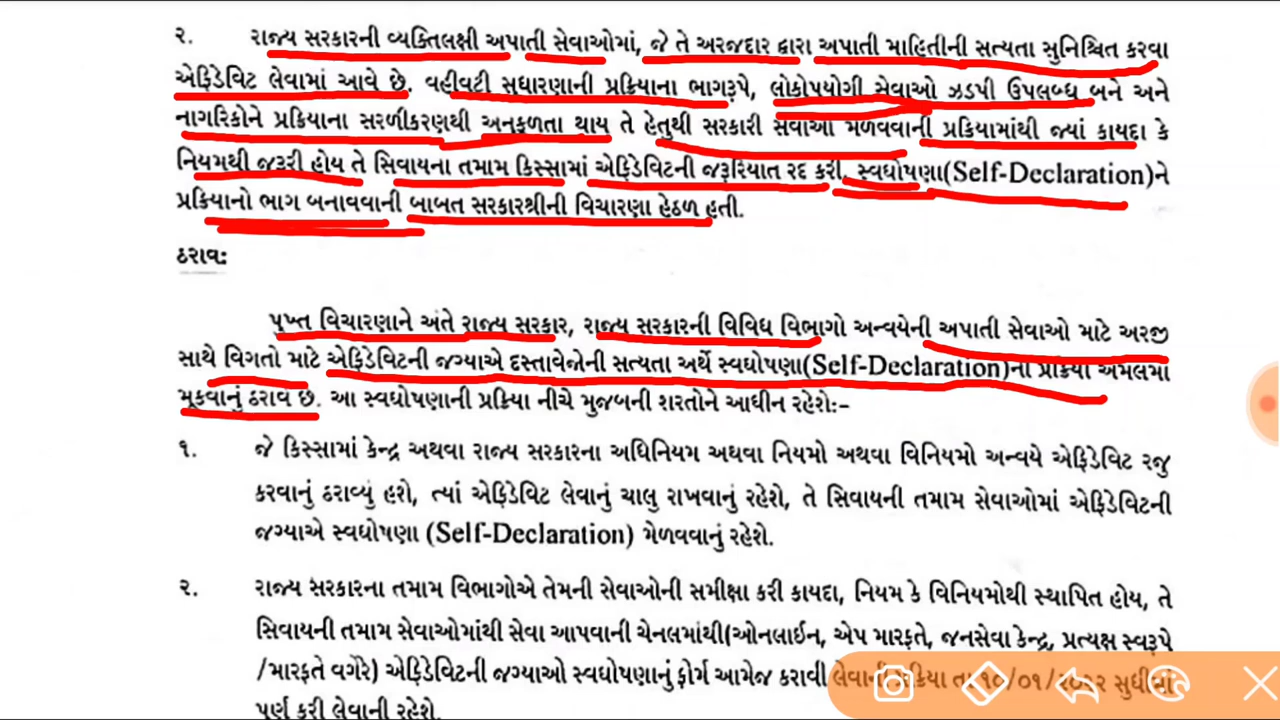 ૨. રાજ્ય સરકારની વ્યક્તિલક્ષી અપાતી સેવાઓમાં, જે તે અરજદાર દ્વારા અપાતી માહિતીની સત્યતા સુનિશ્ચિત કરવા
એફિડેવિટ લેવામાં આવે છે. વહીવટી સુધારણાની પ્રક્રિયાના ભાગરૂપે, લોકોપયોગી સેવાઓ ઝડપી ઉપલબ્ધ બને અને
નાગરિકોને પ્રક્રિયાના સરળીકરણથી અનુકૂળતા થાય તે હેતુથી સરકારી સેવાઓ મેળવવાની પ્રક્રિયામાંથી જ્યાં કાયદા કે
નિયમથી જરૂરી હોય તે સિવાયના તમામ કિસ્સામાં એફિડેવિટની જરૂરિયાત રદ કરી, સ્વઘોષણા(Self-Declaration)ને
પ્રક્રિયાનો ભાગ બનાવવાની બાબત સરકારશ્રીની વિચારણા હેઠળ હતી.
ઠરાવ:
પુખ્ત વિચારણાને અંતે રાજ્ય સરકાર, રાજ્ય સરકારની વિવિધ વિભાગો અન્વયેની અપાતી સેવાઓ માટે અરજી
સાથે વિગતો માટે એફિડેવિટની જગ્યાએ દસ્તાવેજોની સત્યતા અર્થે સ્વઘોષણા(Self-Declaration)ના પ્રક્રિયા અમલમાં
મૂકવાનું ઠરાવે છે. આ સ્વઘોષણાની પ્રક્રિયા નીચે મુજબની શરતોને આધીન રહેશે:-
૧. જે કિસ્સામાં કેન્દ્ર અથવા રાજ્ય સરકારના અધિનિયમ અથવા નિયમો અથવા વિનિયમો અન્વયે એફિડેવિટ રજુ
કરવાનું ઠરાવ્યું હશે, ત્યાં એફિડેવિટ લેવાનું ચાલુ રાખવાનું રહેશે, તે સિવાયની તમામ સેવાઓમાં એફિડેવિટની
જગ્યાએ સ્વઘોષણા (Self-Declaration) મેળવવાનું રહેશે.
૨. રાજ્ય સરકારના તમામ વિભાગોએ તેમની સેવાઓની સમીક્ષા કરી કાયદા, નિયમ કે વિનિયમોથી સ્થાપિત હોય, તે
સિવાયની તમામ સેવાઓમાંથી સેવા આપવાની ચેનલમાંથી(ઓનલાઈન, એપ મારફતે, જનસેવા કેન્દ્ર, પ્રત્યક્ષ સ્વરૂપે
/મારફતે વગેરે) એફિડેવિટની જગ્યાઓ સ્વઘોષણાનું ફોર્મ આમેજ કરાવી લેવાની પ્રક્રિયા તા ૧૦/૦૧/૨૦૨૨ સુધીમાં
પૂર્ણ કરી લેવાની રહેશે.